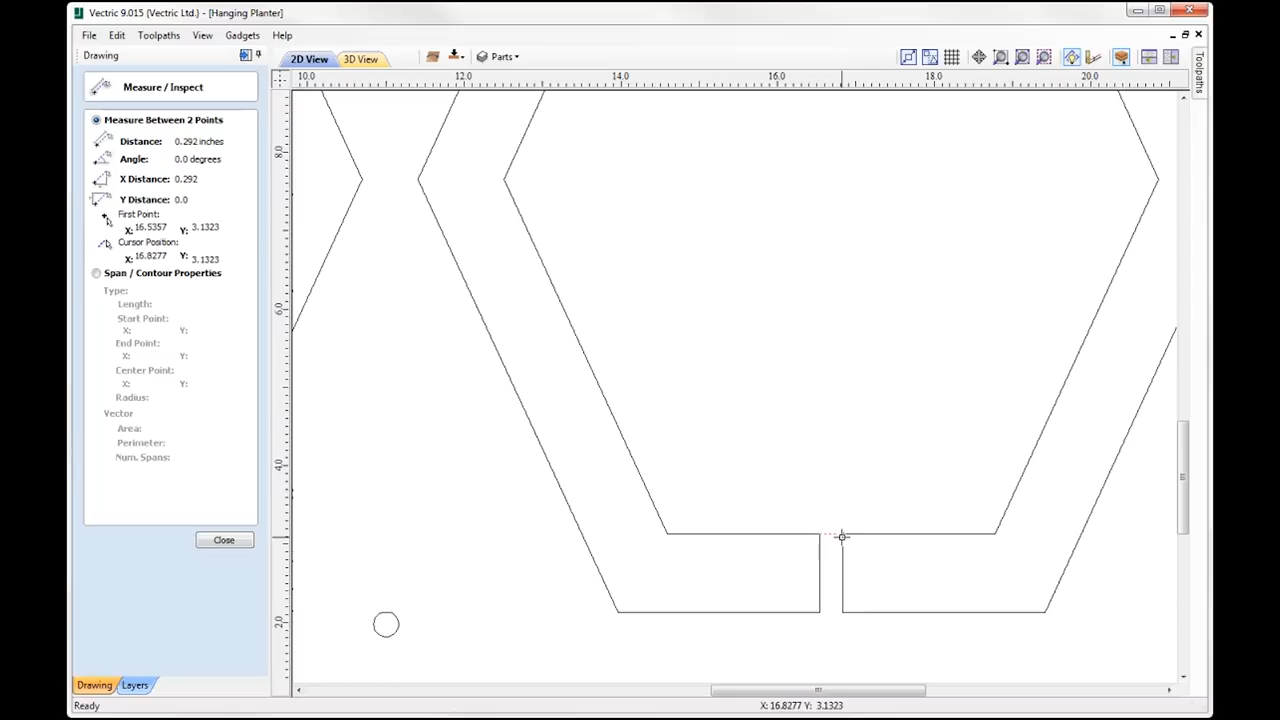 Vectric 9.015 {Vectric Ltd.} - [Hanging Planter]
File Edit Toolpaths View Gadgets Help
Drawing
2D View 3D View Parts
Toolpaths
10.0 12.0 14.0 16.0 18.0 20.0
8.0
6.0
4.0
2.0
Measure / Inspect
Measure Between 2 Points
Distance: 0.292 inches
Angle: 0.0 degrees
X Distance: 0.292
Y Distance: 0.0
First Point:
X: 16.5357 Y: 3.1323
Cursor Position:
X: 16.8277 Y: 3.1323
Span / Contour Properties
Type:
Length:
Start Point:
X: Y:
End Point:
X: Y:
Center Point:
X: Y:
Radius:
Vector
Area:
Perimeter:
Num. Spans:
Close
Drawing Layers
Ready X: 16.8277 Y: 3.1323